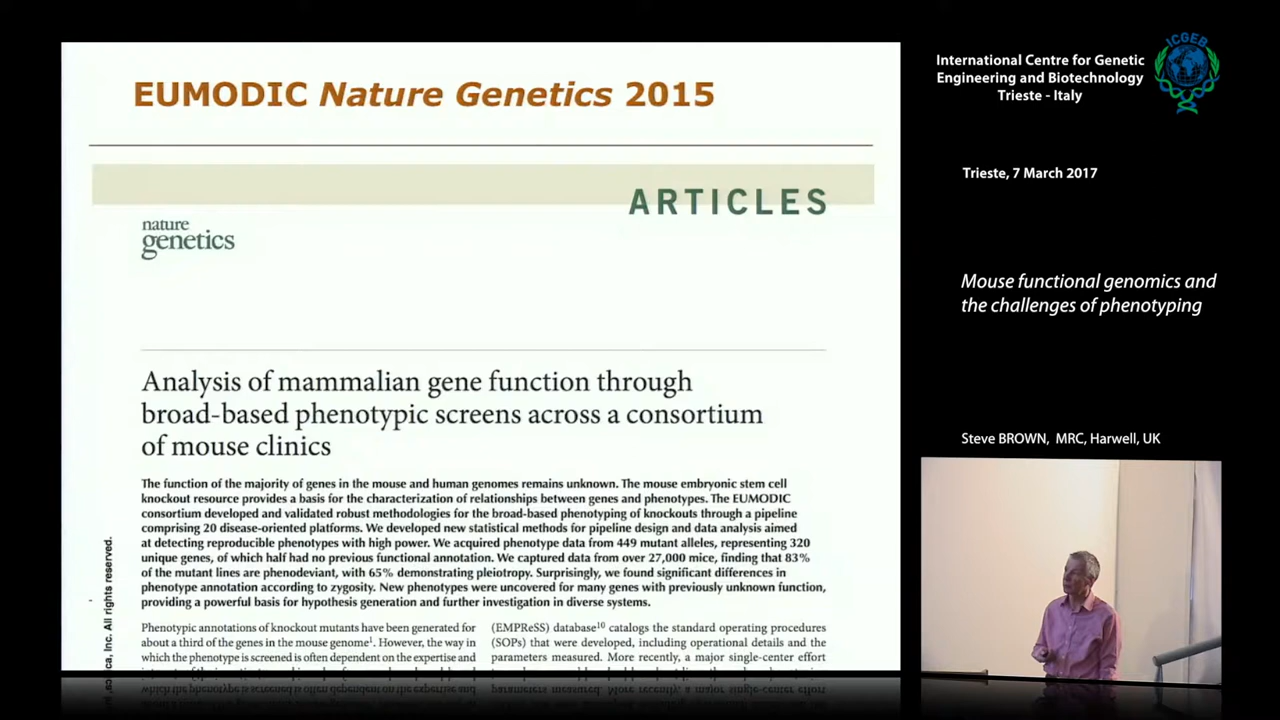 EUMODIC Nature Genetics 2015
ARTICLES
nature
genetics
Analysis of mammalian gene function through
broad-based phenotypic screens across a consortium
of mouse clinics
The function of the majority of genes in the mouse and human genomes remains unknown. The mouse embryonic stem cell
knockout resource provides a basis for the characterization of relationships between genes and phenotypes. The EUMODIC
consortium developed and validated robust methodologies for the broad-based phenotyping of knockouts through a pipeline
comprising 20 disease-oriented platforms. We developed new statistical methods for pipeline design and data analysis aimed
at detecting reproducible phenotypes with high power. We acquired phenotype data from 449 mutant alleles, representing 320
unique genes, of which half had no previous functional annotation. We captured data from over 27,000 mice, finding that 83%
of the mutant lines are phenodeviant, with 65% demonstrating pleiotropy. Surprisingly, we found significant differences in
phenotype annotation according to zygosity. New phenotypes were uncovered for many genes with previously unknown function,
providing a powerful basis for hypothesis generation and further investigation in diverse systems.
Phenotypic annotations of knockout mutants have been generated for
about a third of the genes in the mouse genome1. However, the way in
which the phenotype is screened is often dependent on the expertise and
(EMPReSS) database10 catalogs the standard operating procedures
(SOPs) that were developed, including operational details and the
parameters measured. More recently, a major single-center effort
ica, Inc. All rights reserved.
International Centre for Genetic
Engineering and Biotechnology
Trieste - Italy
ICGEB
Trieste, 7 March 2017
Mouse functional genomics and
the challenges of phenotyping
Steve BROWN, MRC, Harwell, UK